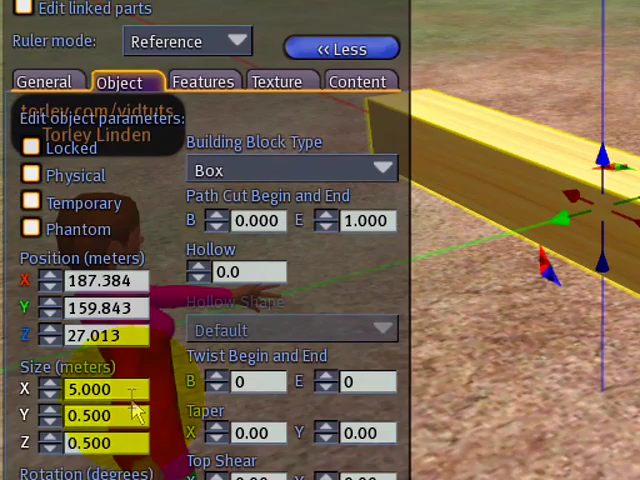 Edit linked parts
Ruler mode: Reference << Less
General Object Features Texture Content
torley.com/vidtuts
Edit object parameters:
Torley Linden
Locked
Physical
Temporary
Phantom
Position (meters)
X 187.384
Y 159.843
Z 27.013
Size (meters)
X 5.000
Y 0.500
Z 0.500
Rotation (degrees)
Building Block Type
Box
Path Cut Begin and End
B 0.000 E 1.000
Hollow
0.0
Hollow Shape
Default
Twist Begin and End
B 0 E 0
Taper
X 0.00 Y 0.00
Top Shear